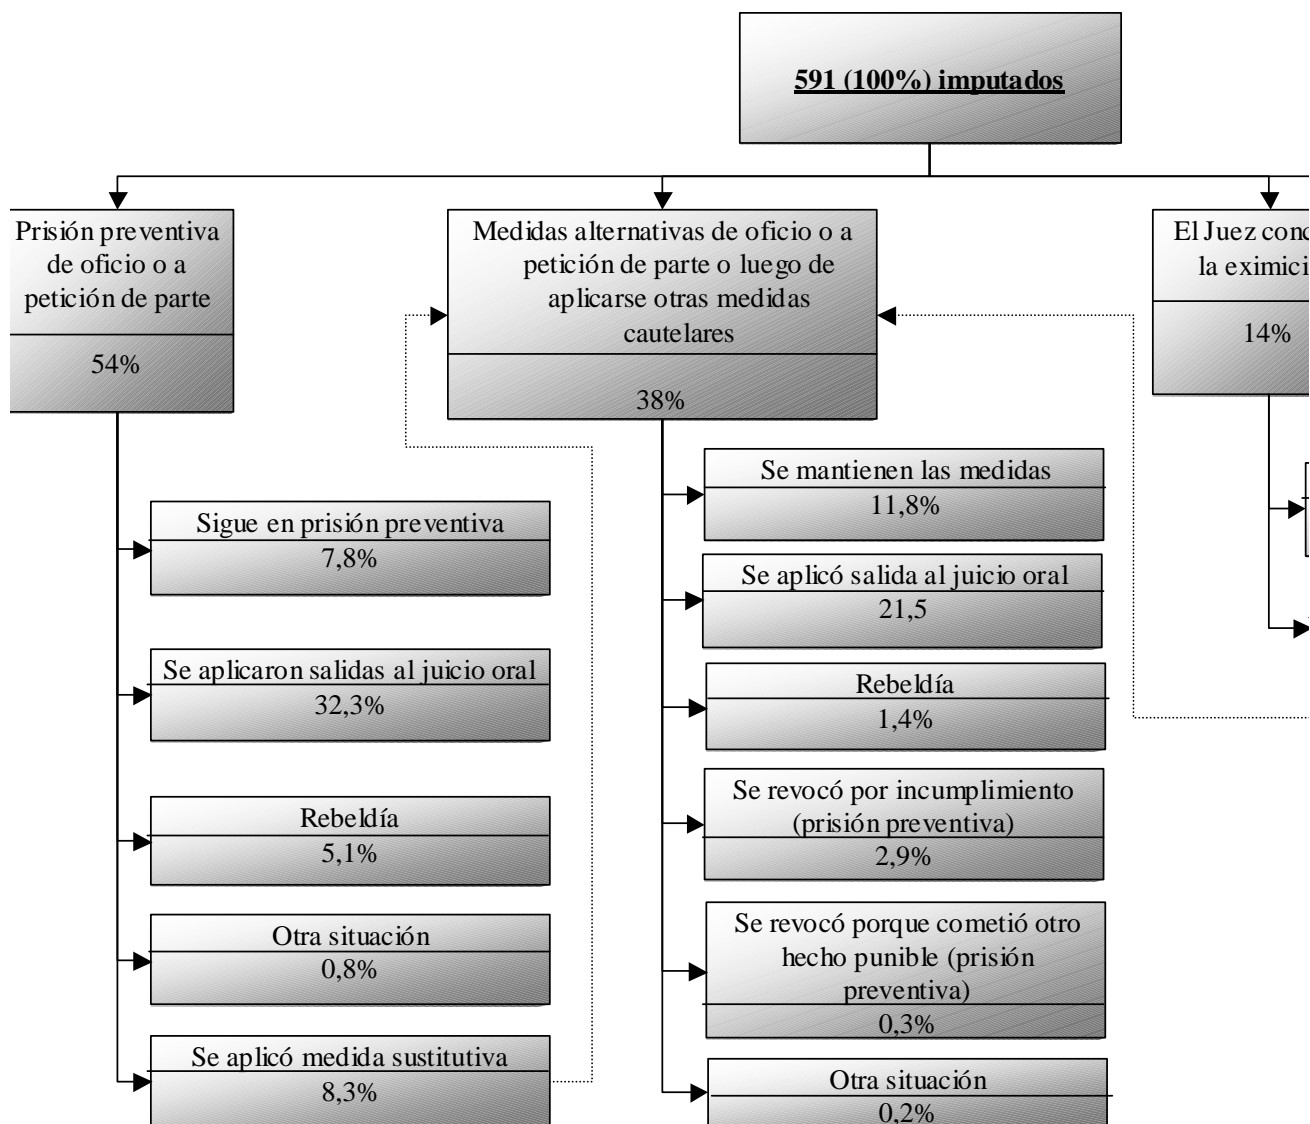 591 (100%) imputados
Prisión preventiva
de oficio o a
petición de parte
54%
Sigue en prisión preventiva
7,8%
Se aplicaron salidas al juicio oral
32,3%
Rebeldía
5,1%
Otra situación
0,8%
Se aplicó medida sustitutiva
8,3%
Medidas alternativas de oficio o a
petición de parte o luego de
aplicarse otras medidas
cautelares
38%
Se mantienen las medidas
11,8%
Se aplicó salida al juicio oral
21,5
Rebeldía
1,4%
Se revocó por incumplimiento
(prisión preventiva)
2,9%
Se revocó porque cometió otro
hecho punible (prisión
preventiva)
0,3%
Otra situación
0,2%
El Juez
la
14%